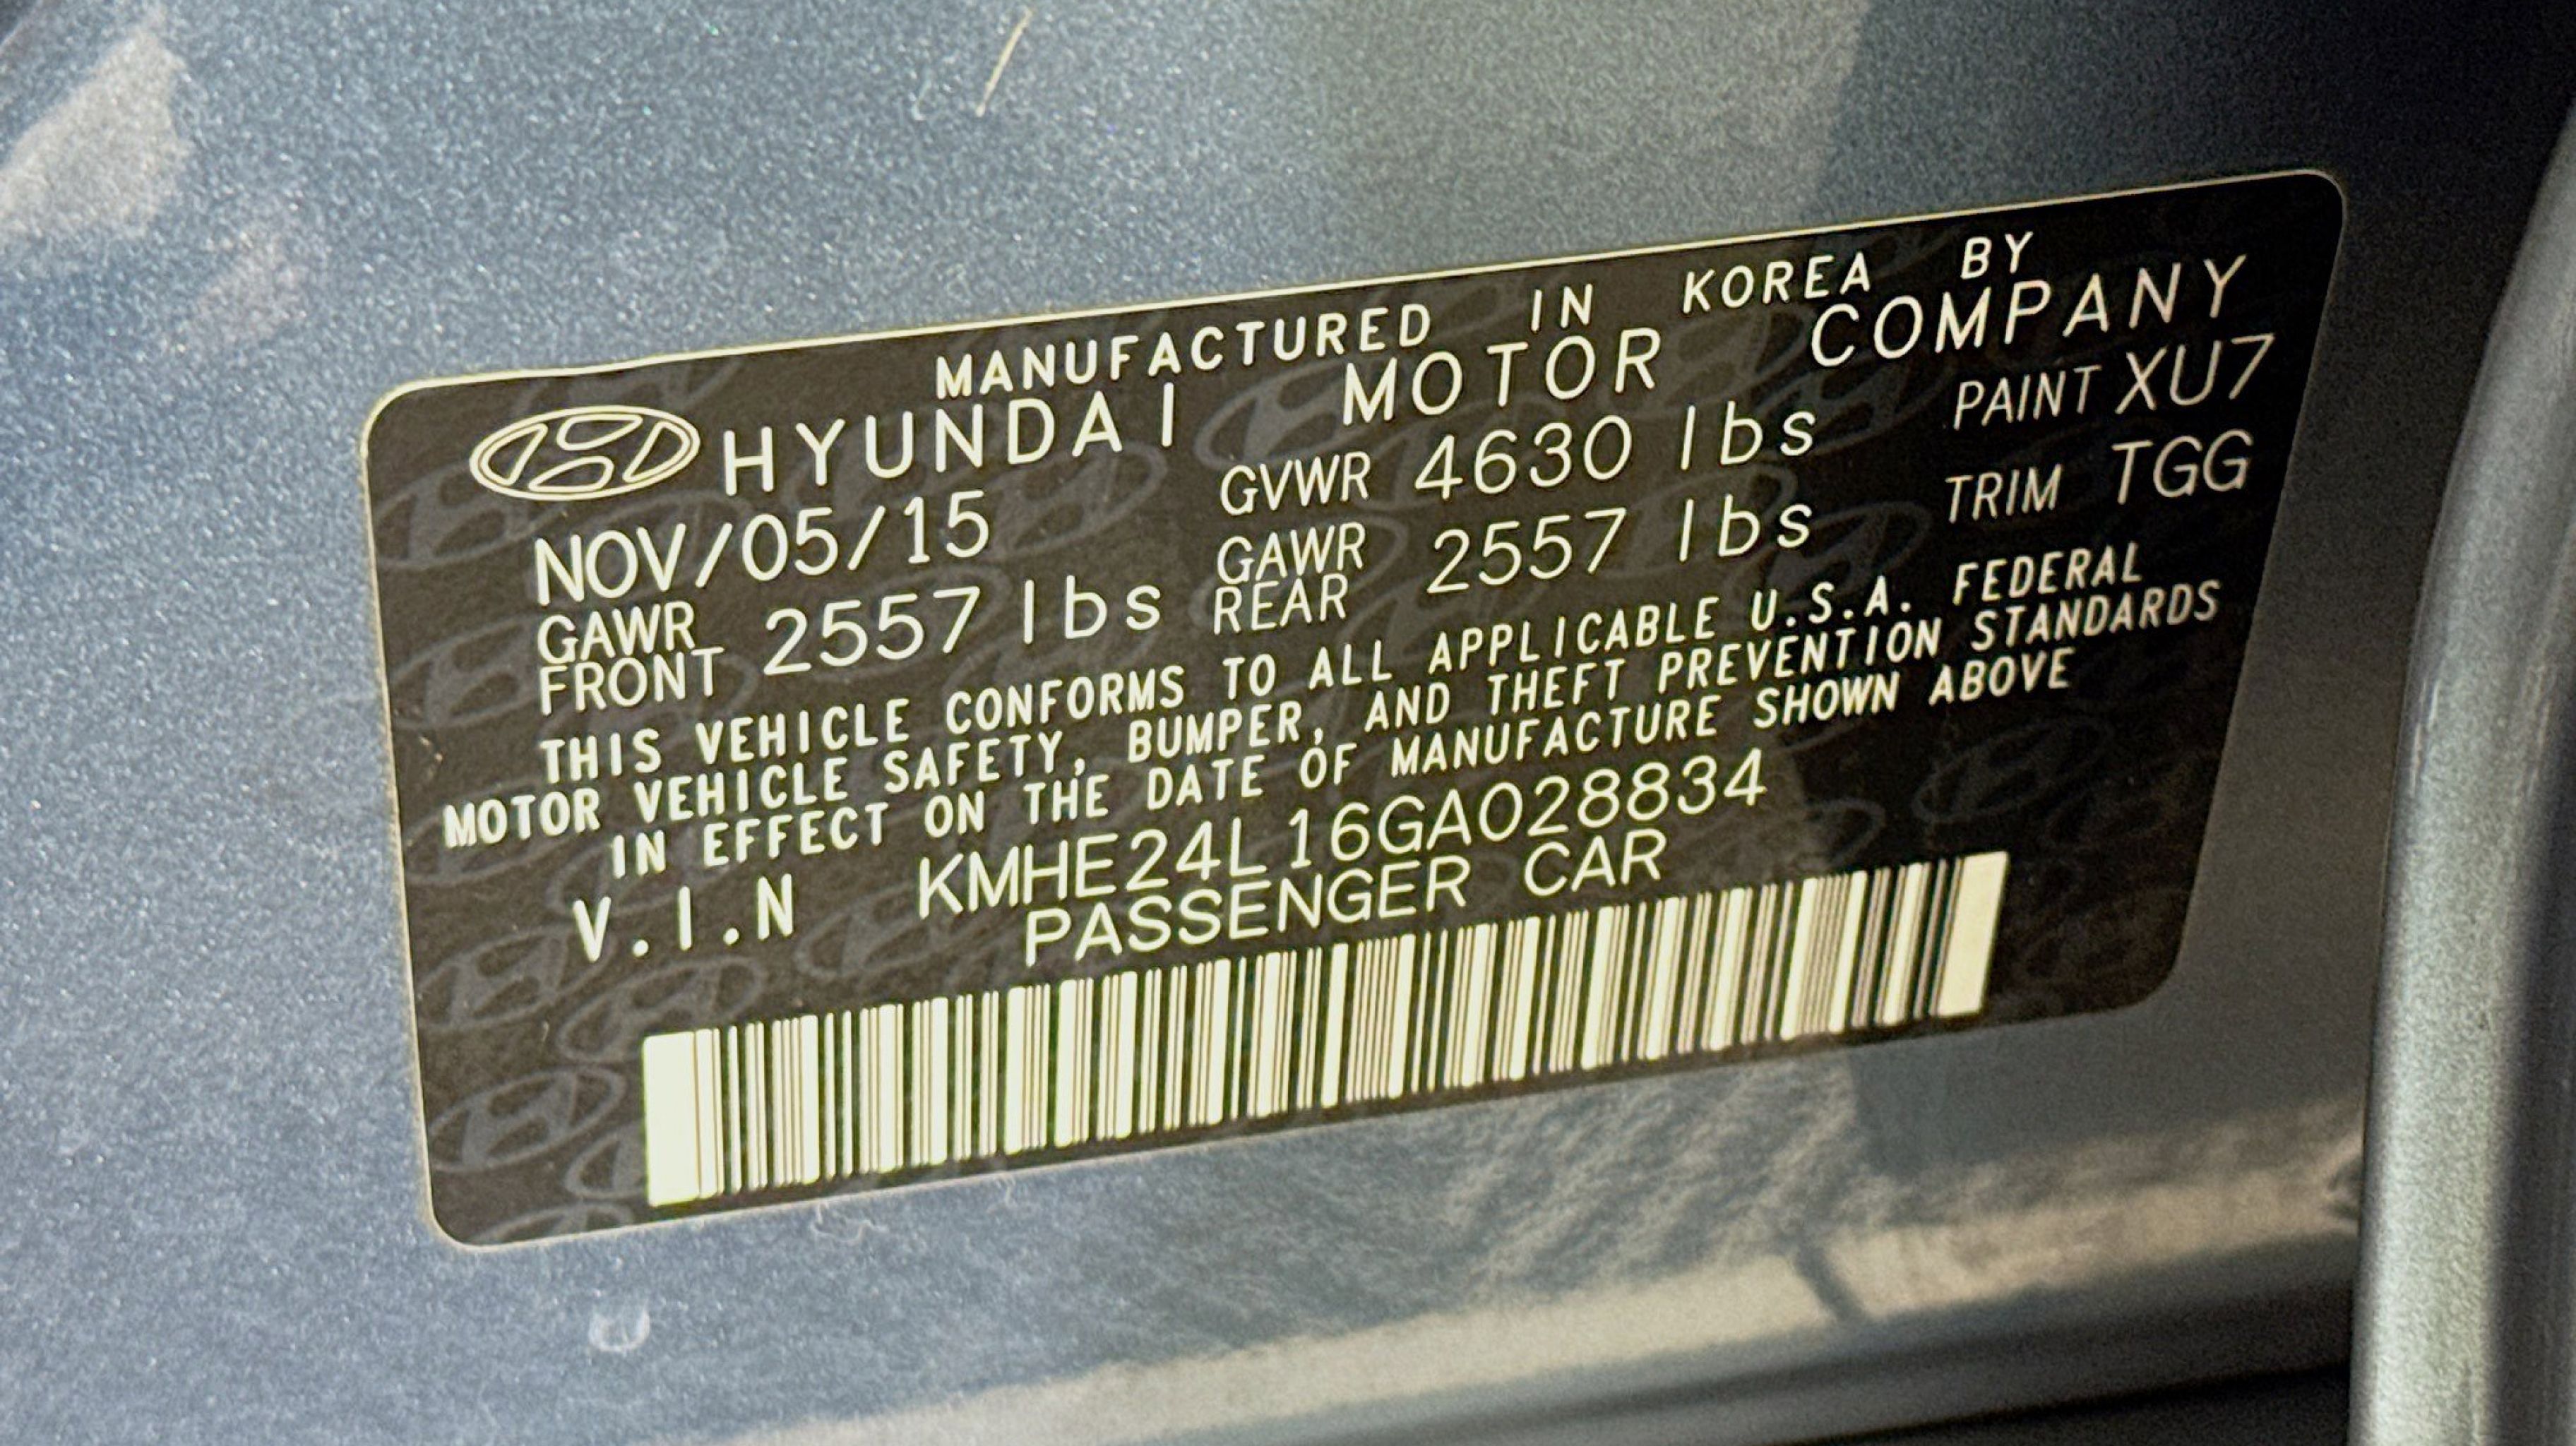 MANUFACTURED IN KOREA BY
HYUNDAI MOTOR COMPANY
NOV/05/15 GVWR 4630 lbs PAINT XU7
GAWR FRONT 2557 lbs GAWR REAR 2557 lbs TRIM TGG
THIS VEHICLE CONFORMS TO ALL APPLICABLE U.S.A. FEDERAL
MOTOR VEHICLE SAFETY, BUMPER, AND THEFT PREVENTION STANDARDS
IN EFFECT ON THE DATE OF MANUFACTURE SHOWN ABOVE
V.I.N KMHE24L16GA028834
PASSENGER CAR